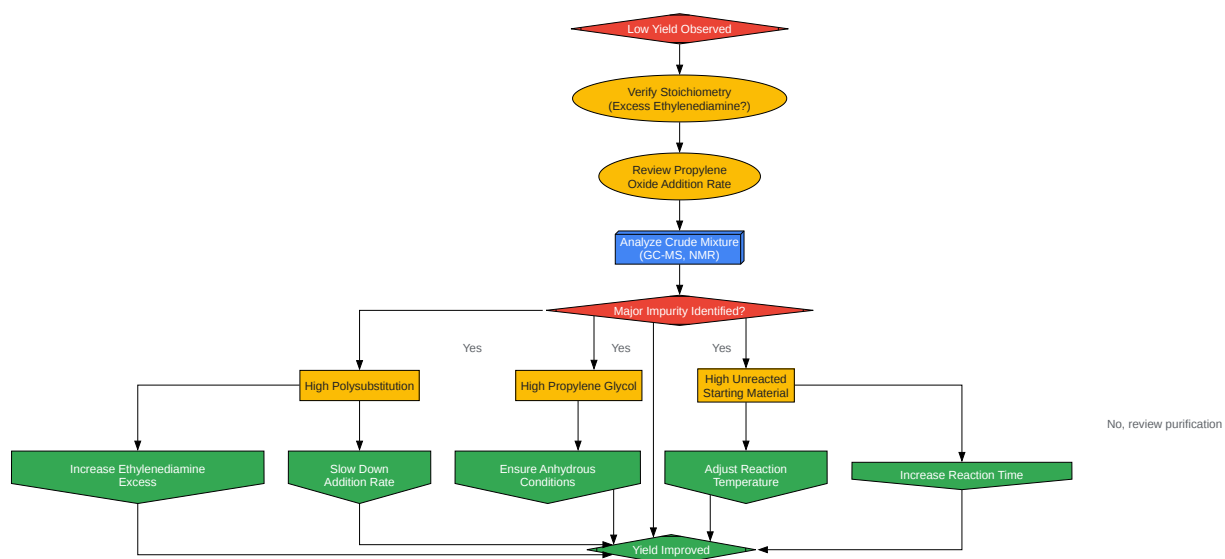 Low Yield Observed
Verify Stoichiometry
(Excess Ethylenediamine?)
Review Propylene
Oxide Addition Rate
Analyze Crude Mixture
(GC-MS, NMR)
Major Impurity Identified?
Yes
Yes
Yes
High Polysubstitution
High Propylene Glycol
High Unreacted
Starting Material
No, review purification
Increase Ethylenediamine
Excess
Slow Down
Addition Rate
Ensure Anhydrous
Conditions
Adjust Reaction
Temperature
Increase Reaction Time
Yield Improved